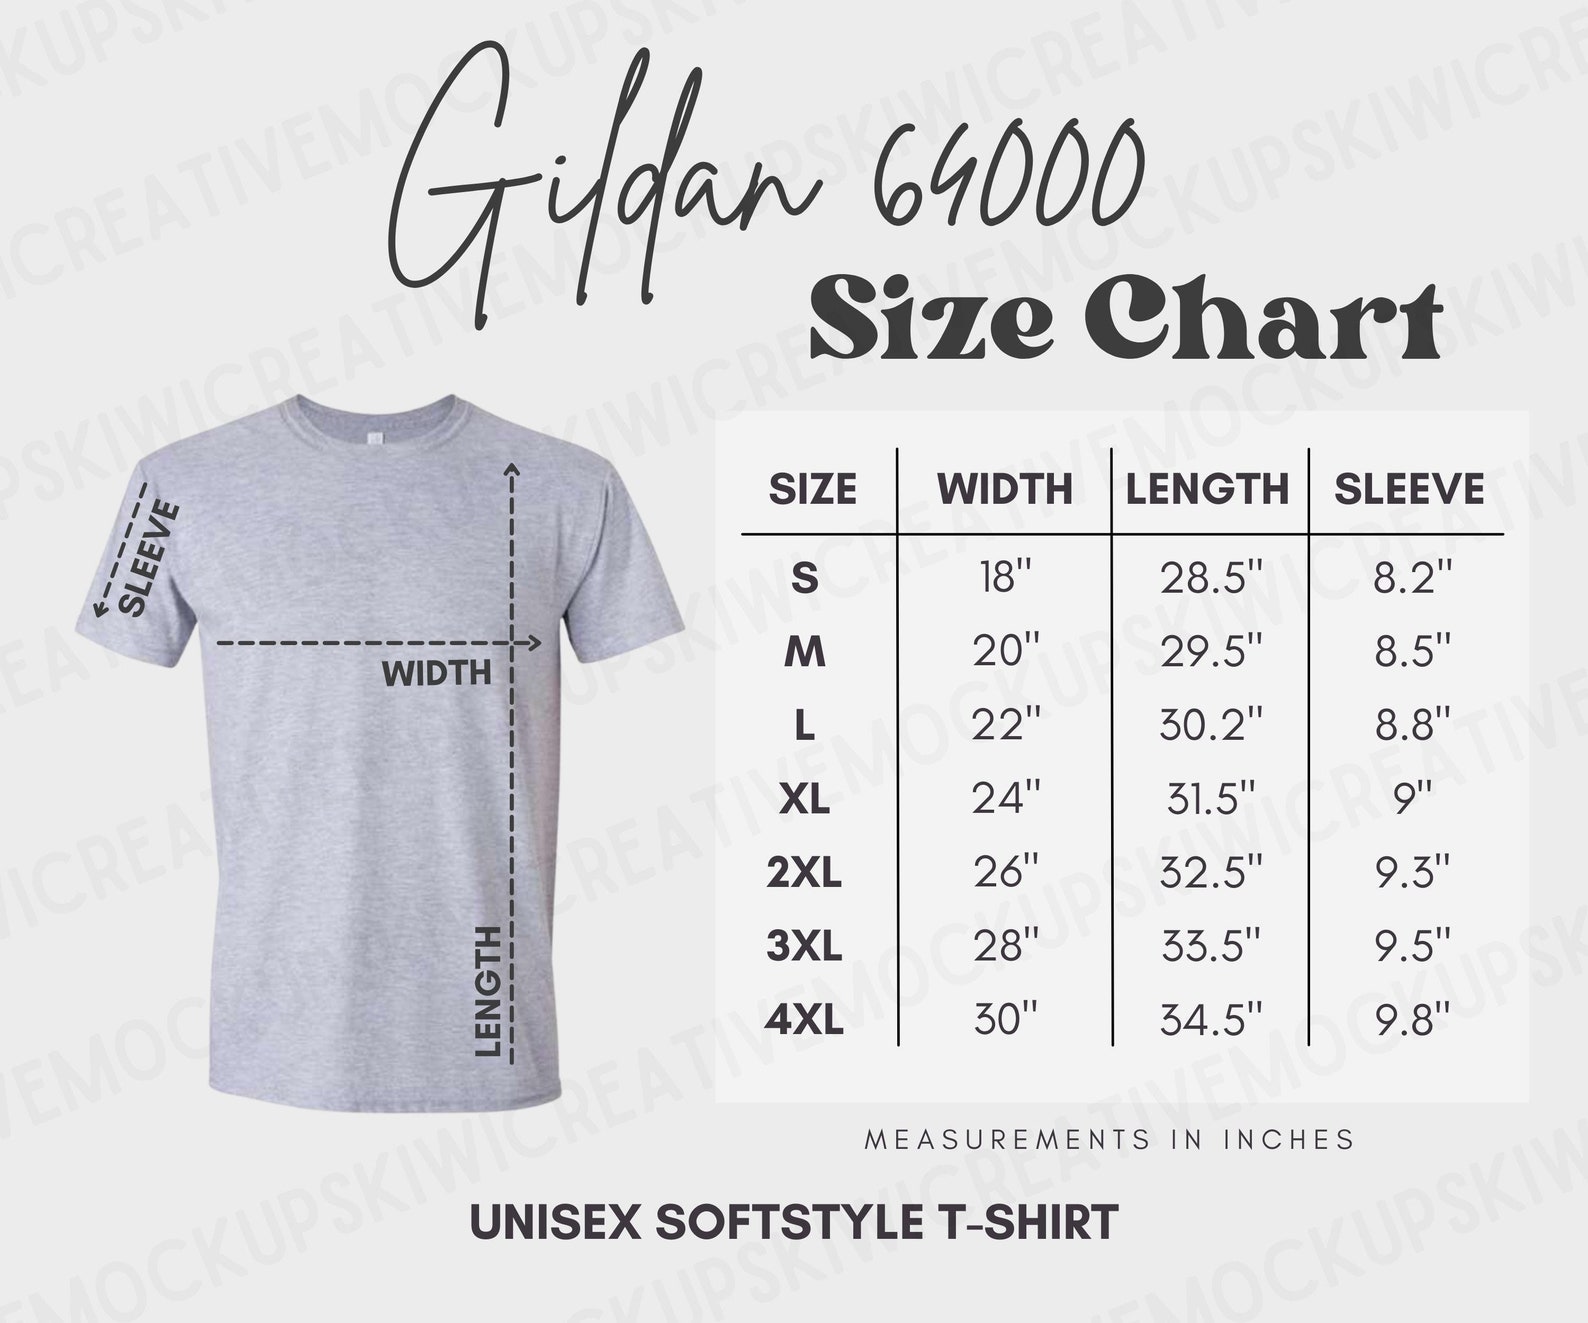 Gildan 64000
Size Chart
SLEEVE
WIDTH
LENGTH
SIZE WIDTH LENGTH SLEEVE
S 18" 28.5" 8.2"
M 20" 29.5" 8.5"
L 22" 30.2" 8.8"
XL 24" 31.5" 9"
2XL 26" 32.5" 9.3"
3XL 28" 33.5" 9.5"
4XL 30" 34.5" 9.8"
MEASUREMENTS IN INCHES
UNISEX SOFTSTYLE T-SHIRT
KIWICREATIVEMOCKUPS